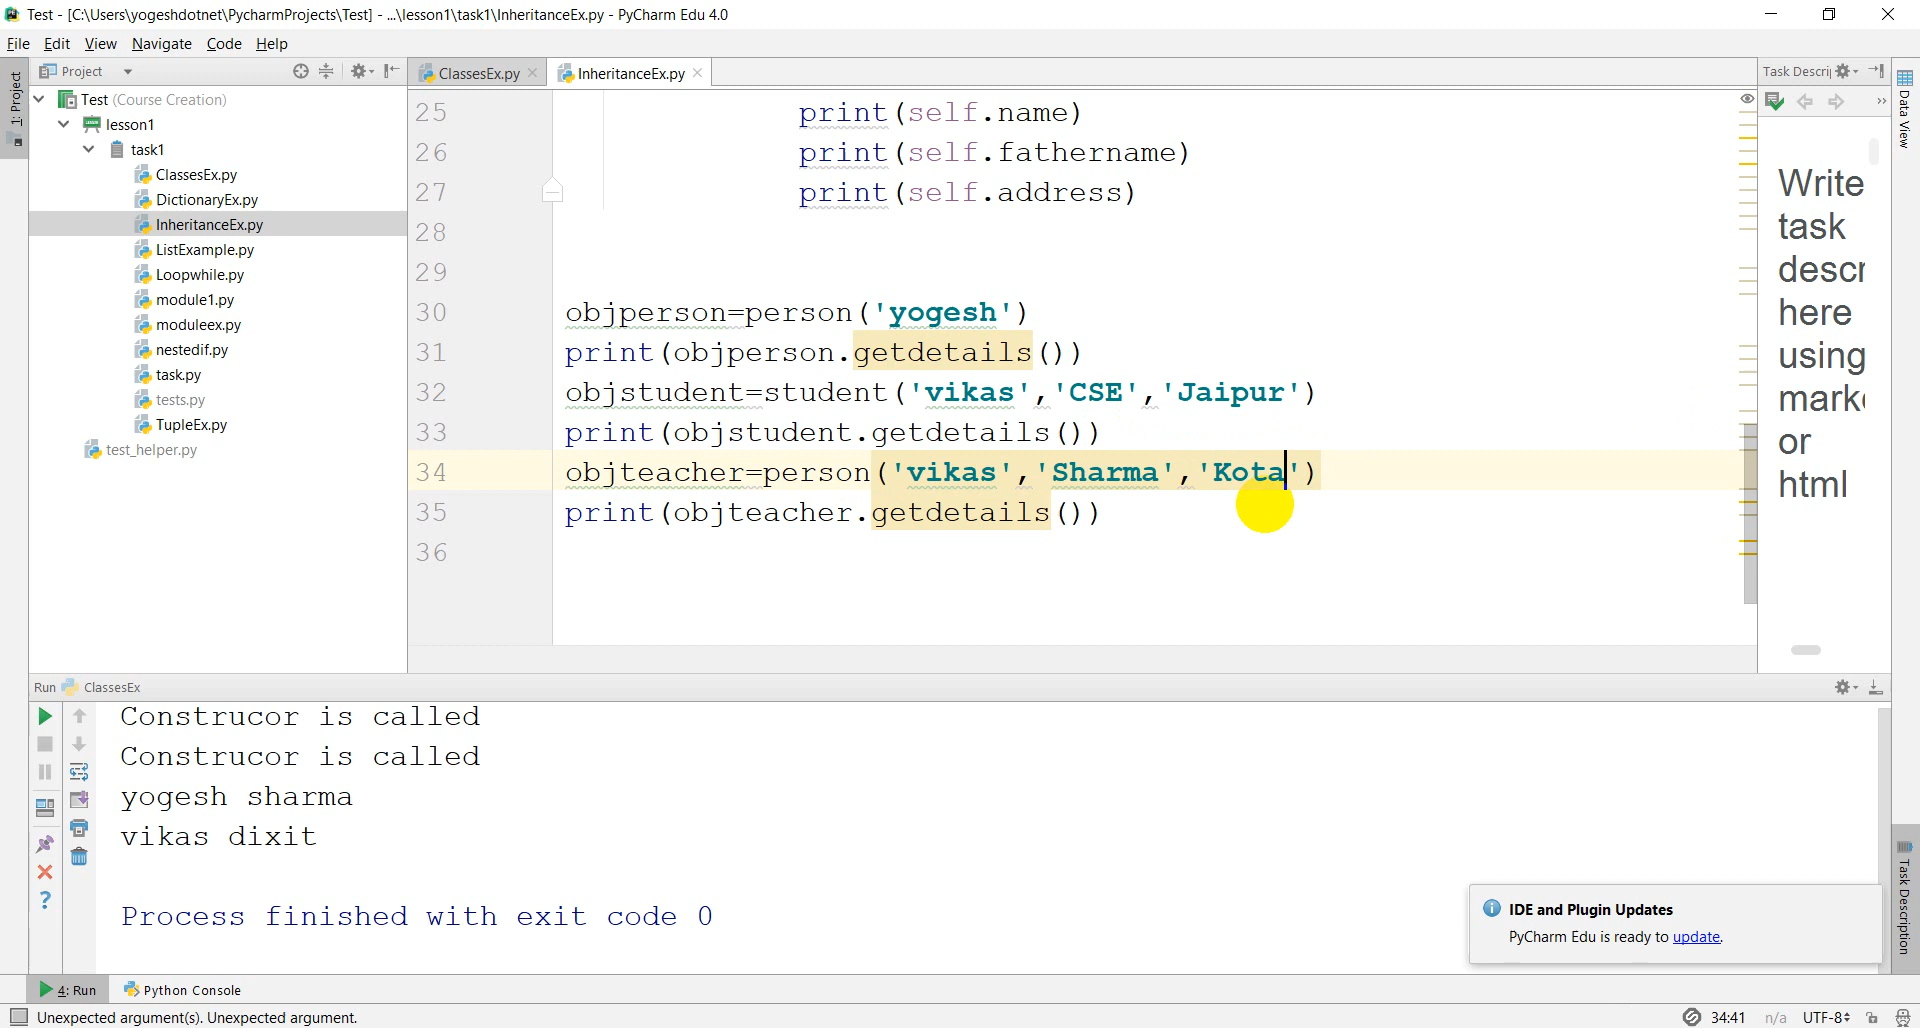 Test - [C:\Users\yogeshdotnet\PycharmProjects\Test] - ...\lesson1\task1\InheritanceEx.py - PyCharm Edu 4.0
File Edit View Navigate Code Help
1: Project
Project
Test (Course Creation)
lesson1
task1
ClassesEx.py
DictionaryEx.py
InheritanceEx.py
ListExample.py
Loopwhile.py
module1.py
moduleex.py
nestedif.py
task.py
tests.py
TupleEx.py
test_helper.py
ClassesEx.py
InheritanceEx.py
25 print(self.name)
26 print(self.fathername)
27 print(self.address)
28
29
30 objperson=person('yogesh')
31 print(objperson.getdetails())
32 objstudent=student('vikas','CSE','Jaipur')
33 print(objstudent.getdetails())
34 objteacher=person('vikas','Sharma','Kota')
35 print(objteacher.getdetails())
36
Task Descri
Write
task
descr
here
using
mark
or
html
Data View
Task Description
Run ClassesEx
Construcor is called
Construcor is called
yogesh sharma
vikas dixit
Process finished with exit code 0
IDE and Plugin Updates
PyCharm Edu is ready to update.
4: Run Python Console
Unexpected argument(s). Unexpected argument.
34:41 n/a UTF-8